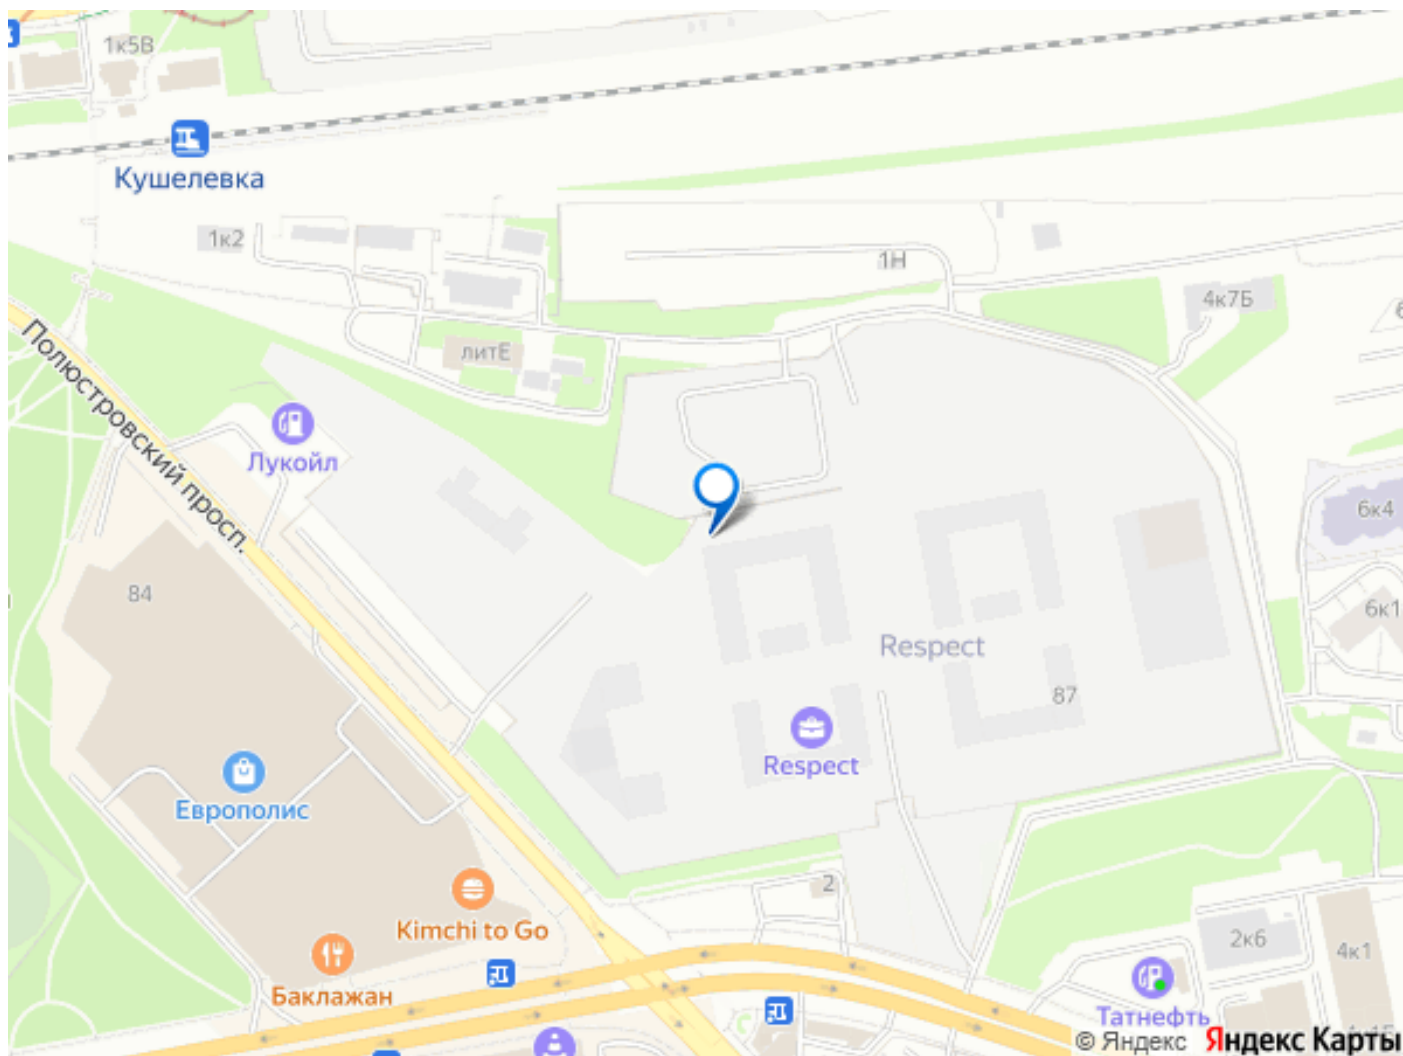 1к5В
Кушелевка
1к2
1Н
4к7Б
литЕ
Полюстровский просп.
Лукойл
6к4
84
6к1
Respect
87
Respect
Европолис
2
Kimchi to Go
2к6
4к1
Баклажан
Татнефть
© Яндекс Яндекс Карты